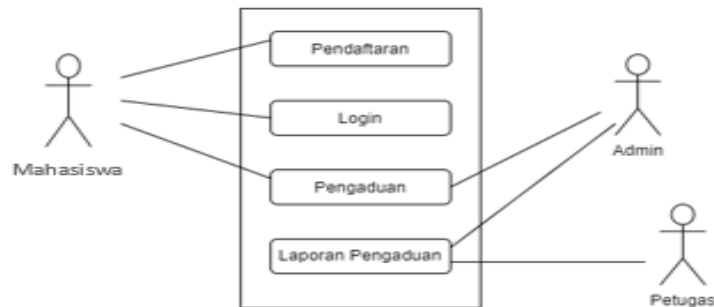 Pendaftaran
Login
Mahasiswa
Admin
Pengaduan
Laporan Pengaduan
Petugas